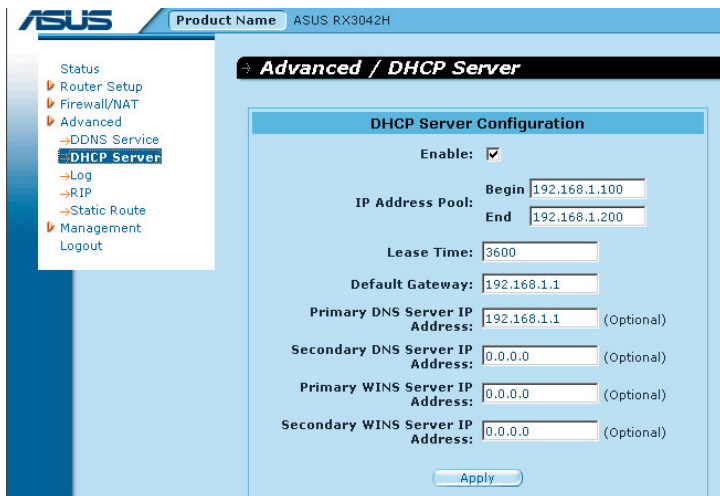 ASUS
Product Name ASUS RX3042H
Status
Router Setup
Firewall/NAT
Advanced
DDNS Service
DHCP Server
Log
RIP
Static Route
Management
Logout
Advanced / DHCP Server
DHCP Server Configuration
Enable:
IP Address Pool:
Begin 192.168.1.100
End 192.168.1.200
Lease Time: 3600
Default Gateway: 192.168.1.1
Primary DNS Server IP
Address: 192.168.1.1 (Optional)
Secondary DNS Server IP
Address: 0.0.0.0 (Optional)
Primary WINS Server IP
Address: 0.0.0.0 (Optional)
Secondary WINS Server IP
Address: 0.0.0.0 (Optional)
Apply